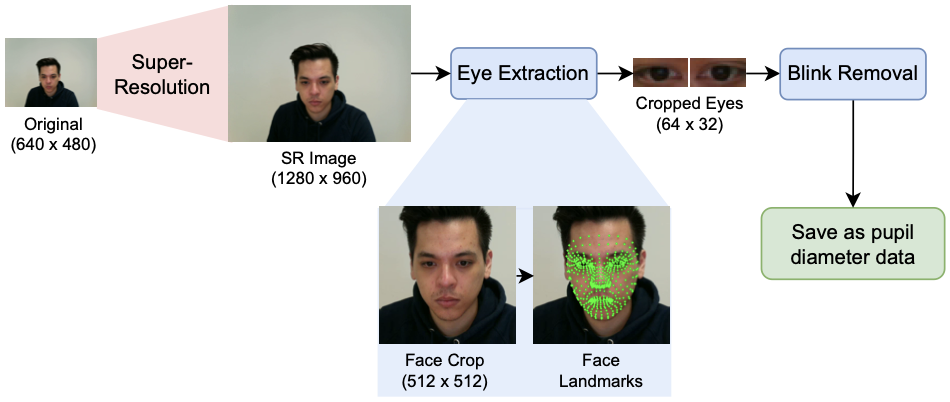 Original
(640 x 480)
Super-
Resolution
SR Image
(1280 x 960)
Eye Extraction
Face Crop
(512 x 512)
Face
Landmarks
Cropped Eyes
(64 x 32)
Blink Removal
Save as pupil
diameter data